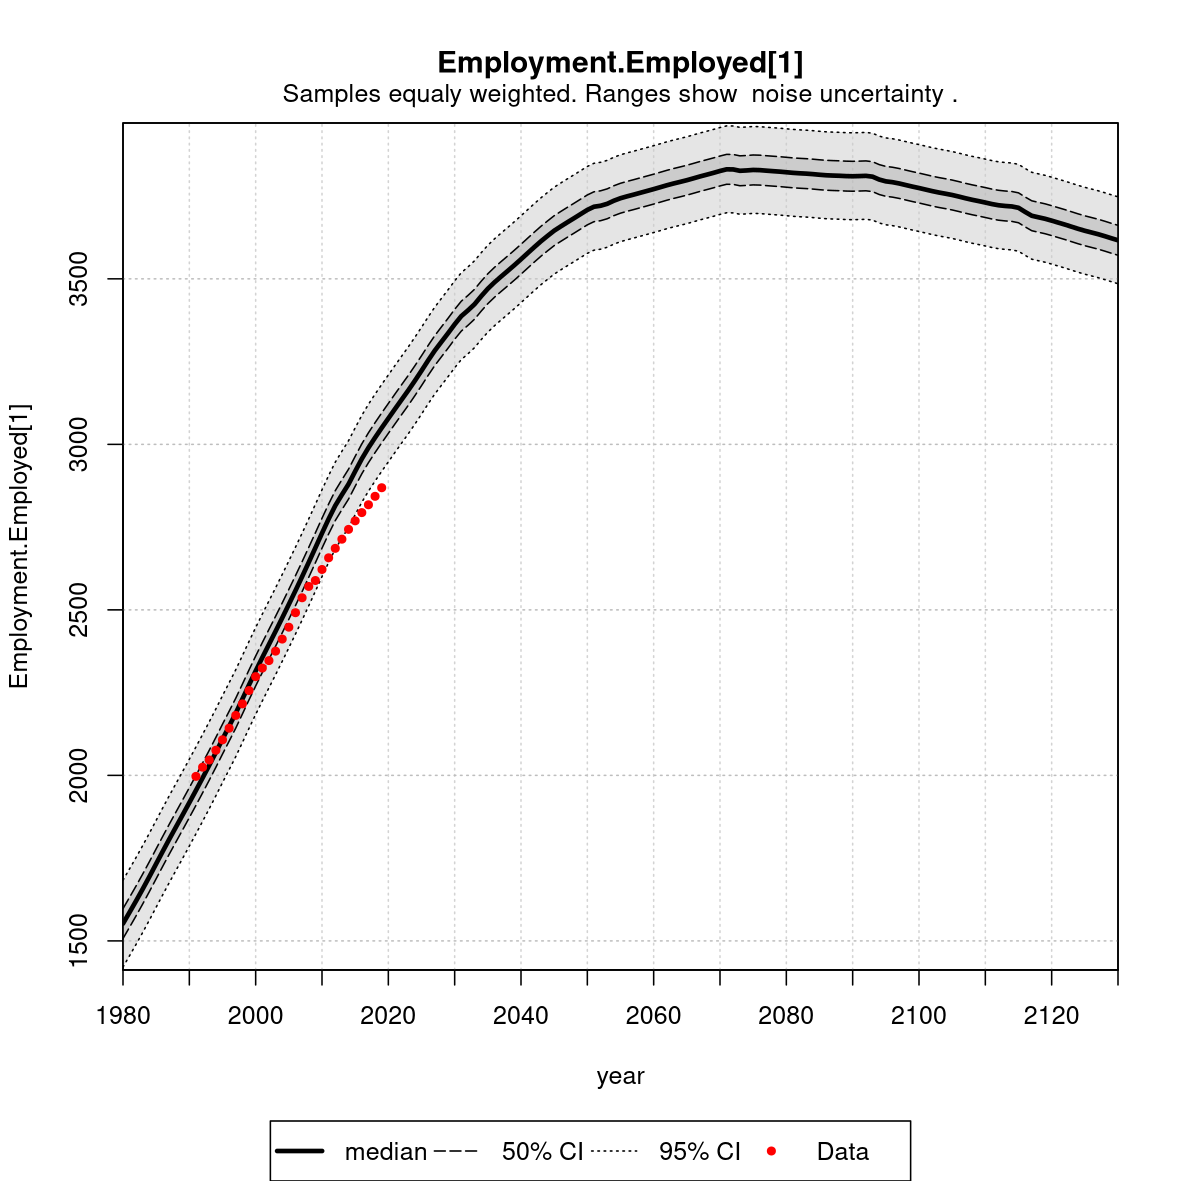 Employment.Employed[1]
Samples equaly weighted. Ranges show  noise uncertainty .
Employment.Employed[1]
3500
3000
2500
2000
1500
1980 2000 2020 2040 2060 2080 2100 2120
year
median 50% CI 95% CI Data